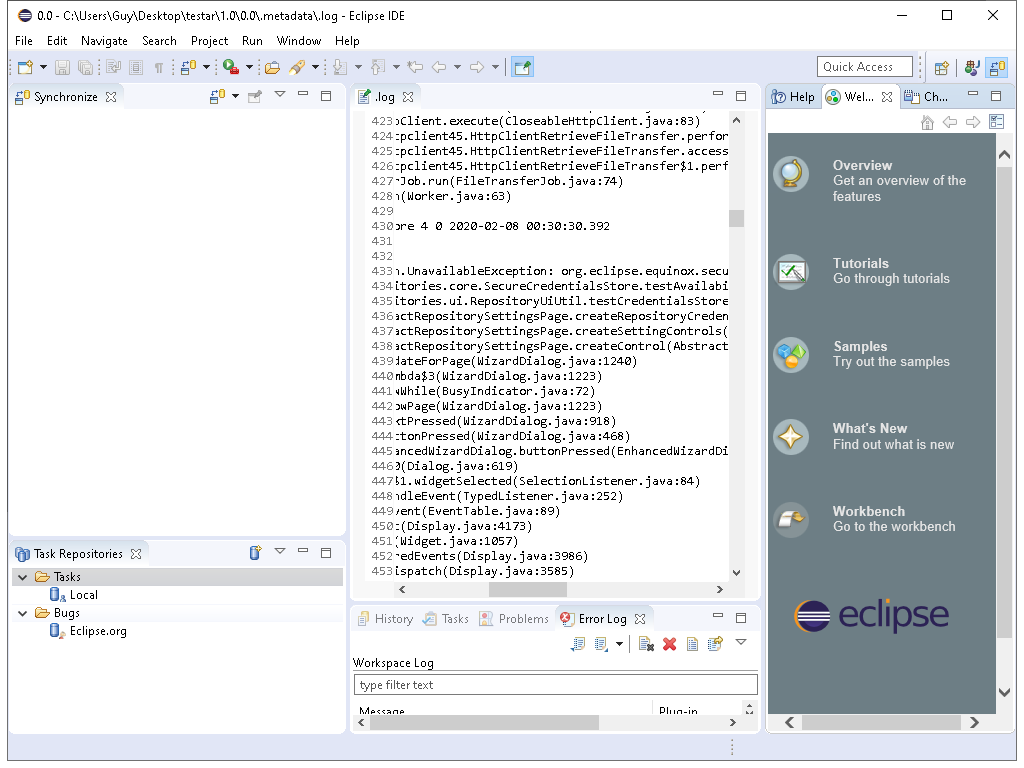 0.0 - C:\Users\Guy\Desktop\testar\1.0\0.0\.metadata\.log - Eclipse IDE
File Edit Navigate Search Project Run Window Help
Quick Access
Synchronize
.log
423 Client.execute(CloseableHttpClient.java:83)
424 :pclient45.HttpClientRetrieveFileTransfer.perfor
425 :pclient45.HttpClientRetrieveFileTransfer.access
426 :pclient45.HttpClientRetrieveFileTransfer$1.perf
427 Job.run(FileTransferJob.java:74)
428 (Worker.java:63)
429
430 ore 4 0 2020-02-08 00:30:30.392
431
432
433 .UnavailableException: org.eclipse.equinox.secu
434 itories.core.SecureCredentialsStore.testAvailabi
435 itories.ui.RepositoryUiUtil.testCredentialsStore
436 actRepositorySettingsPage.createRepositoryCreden
437 actRepositorySettingsPage.createSettingControls(
438 actRepositorySettingsPage.createControl(Abstract
439 dateForPage(WizardDialog.java:1240)
440 mbda$3(WizardDialog.java:1223)
441 wWhile(BusyIndicator.java:72)
442 owPage(WizardDialog.java:1223)
443 xtPressed(WizardDialog.java:918)
444 ttonPressed(WizardDialog.java:468)
445 ancedWizardDialog.buttonPressed(EnhancedWizardDi
446 (Dialog.java:619)
447 $1.widgetSelected(SelectionListener.java:84)
448 ndleEvent(TypedListener.java:252)
449 vent(EventTable.java:89)
450 (Display.java:4173)
451 (Widget.java:1057)
452 redEvents(Display.java:3986)
453 ispatch(Display.java:3585)
Help Wel... Ch...
Overview
Get an overview of the
features
Tutorials
Go through tutorials
Samples
Try out the samples
What's New
Find out what is new
Workbench
Go to the workbench
eclipse
Task Repositories
Tasks
Local
Bugs
Eclipse.org
History Tasks Problems Error Log
Workspace Log
type filter text
Message Plug-in